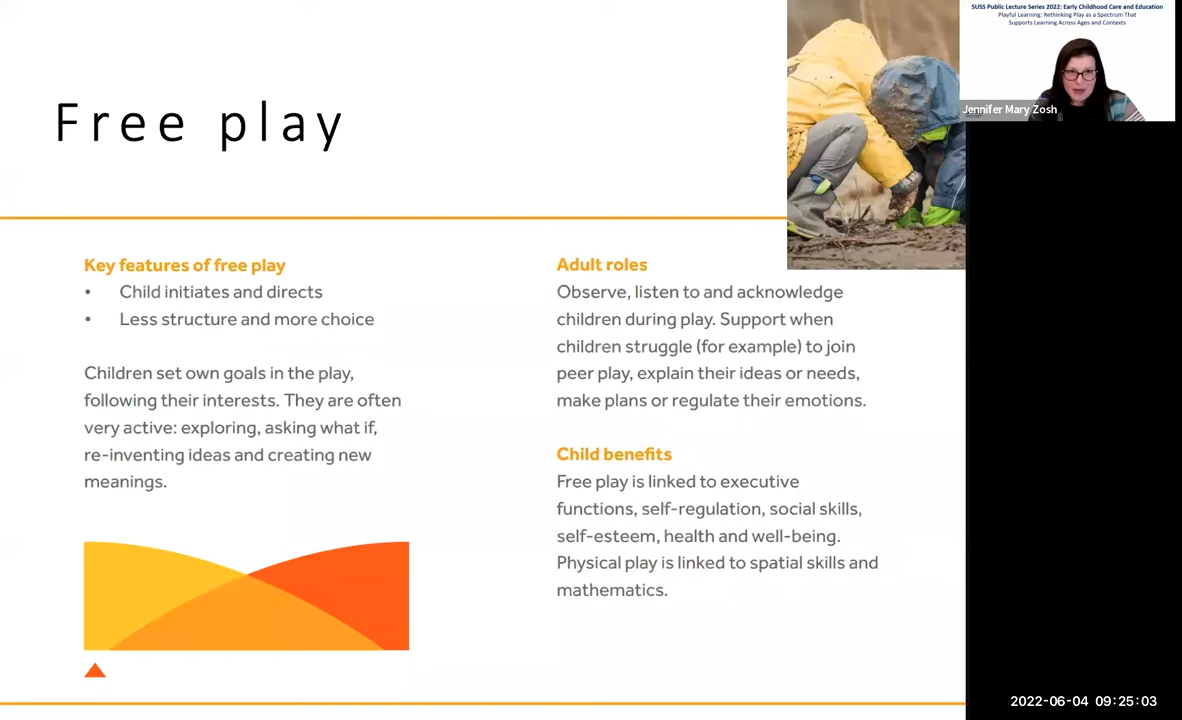 SUSS Public Lecture Series 2022: Early Childhood Care and Education
Playful Learning: Rethinking Play as a Spectrum That
Supports Learning Across Ages and Contexts
Jennifer Mary Zosh
Free play
Key features of free play
• Child initiates and directs
• Less structure and more choice
Children set own goals in the play,
following their interests. They are often
very active: exploring, asking what if,
re-inventing ideas and creating new
meanings.
Adult roles
Observe, listen to and acknowledge
children during play. Support when
children struggle (for example) to join
peer play, explain their ideas or needs,
make plans or regulate their emotions.
Child benefits
Free play is linked to executive
functions, self-regulation, social skills,
self-esteem, health and well-being.
Physical play is linked to spatial skills and
mathematics.
2022-06-04 09:25:03